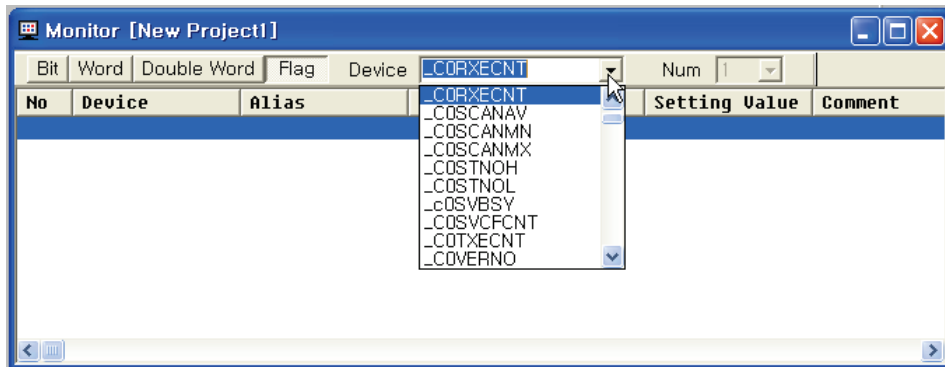 Monitor [New Project1]
Bit Word Double Word Flag Device _C0RXECNT Num 1
No Device Alias Setting Value Comment
_C0RXECNT
_C0SCANAV
_C0SCANMN
_C0SCANMX
_C0STNOH
_C0STNOL
_c0SVBSY
_C0SVCFCNT
_C0TXECNT
_C0VERNO